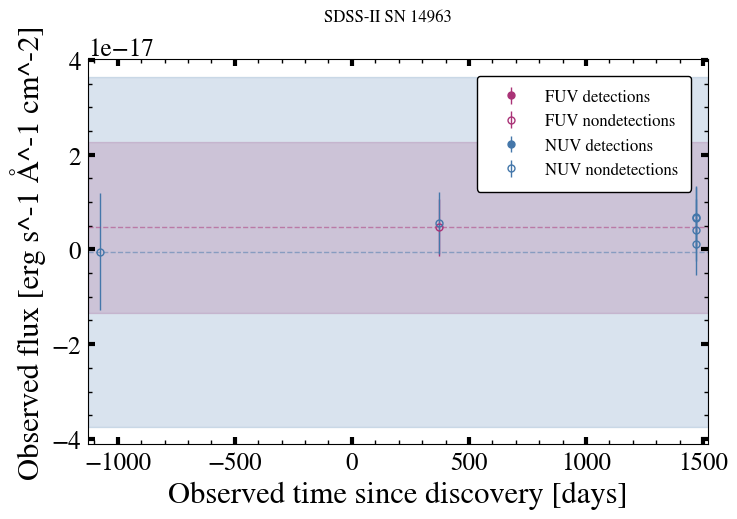 SDSS-II SN 14963
1e−17
4
2
0
−2
−4
Observed flux [erg s^-1 Å^-1 cm^-2]
FUV detections
FUV nondetections
NUV detections
NUV nondetections
−1000 −500 0 500 1000 1500
Observed time since discovery [days]